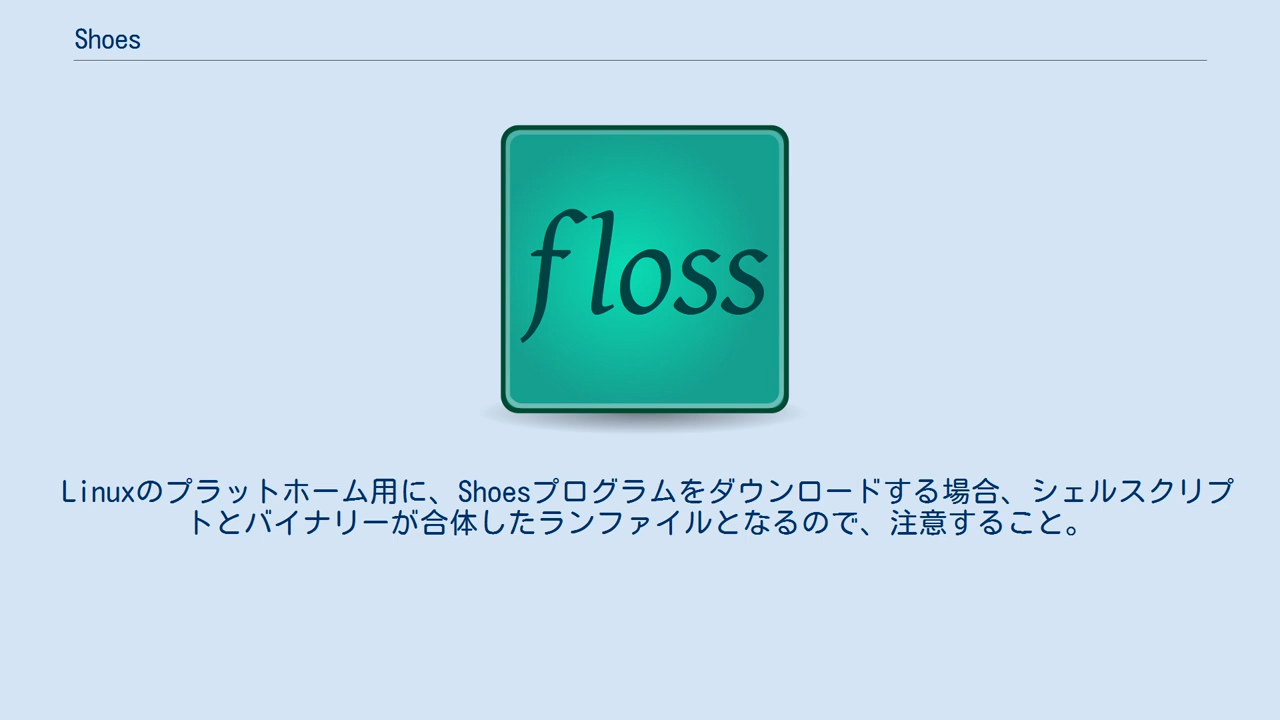 Shoes
floss
Linuxのプラットホーム用に、Shoesプログラムをダウンロードする場合、シェルスクリプ
トとバイナリーが合体したランファイルとなるので、注意すること。